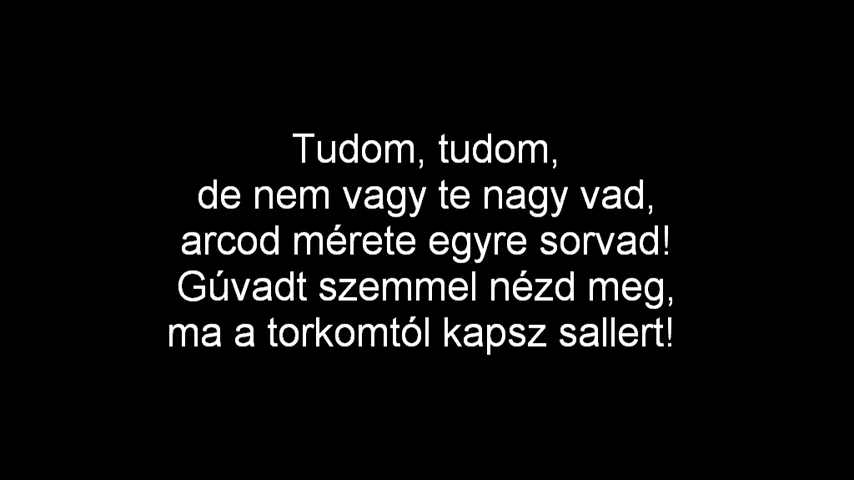 Tudom, tudom,
de nem vagy te nagy vad,
arcod mérete egyre sorvad!
Gúvadt szemmel nézd meg,
ma a torkomtól kapsz sallert!